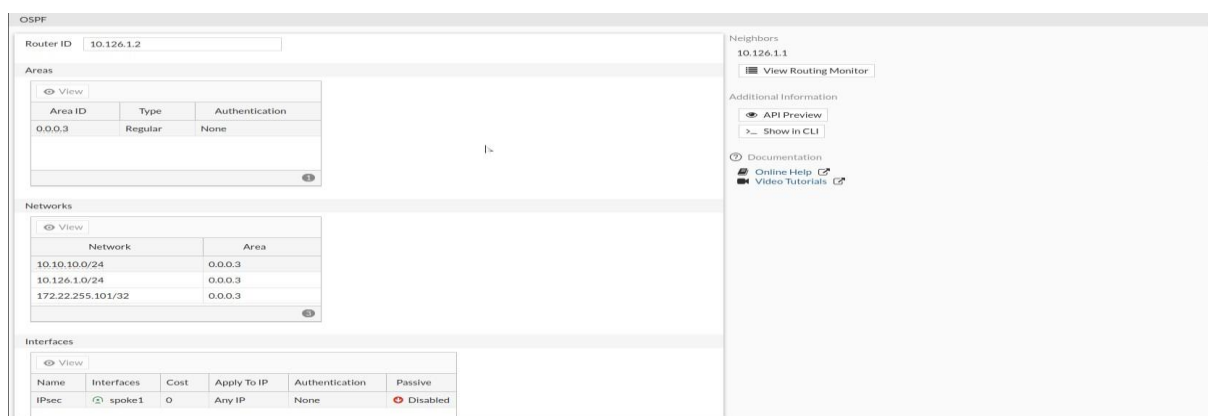 OSPF
Router ID 10.126.1.2
Areas
View
Area ID Type Authentication
0.0.0.3 Regular None
1
Networks
View
Network Area
10.10.10.0/24 0.0.0.3
10.126.1.0/24 0.0.0.3
172.22.255.101/32 0.0.0.3
3
Interfaces
View
Name Interfaces Cost Apply To IP Authentication Passive
IPsec spoke1 0 Any IP None Disabled
Neighbors
10.126.1.1
View Routing Monitor
Additional Information
API Preview
>_ Show in CLI
Documentation
Online Help
Video Tutorials